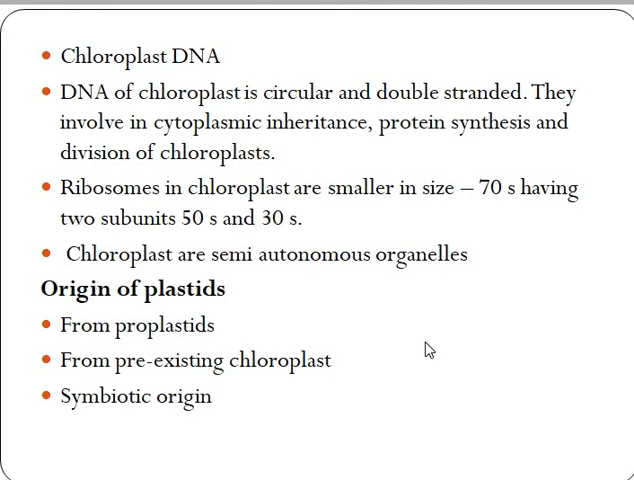 • Chloroplast DNA
• DNA of chloroplast is circular and double stranded. They
involve in cytoplasmic inheritance, protein synthesis and
division of chloroplasts.
• Ribosomes in chloroplast are smaller in size – 70 s having
two subunits 50 s and 30 s.
• Chloroplast are semi autonomous organelles
Origin of plastids
• From proplastids
• From pre-existing chloroplast
• Symbiotic origin